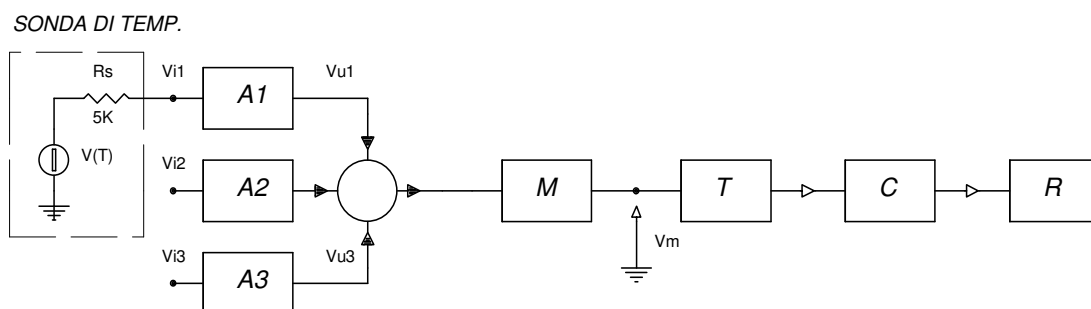 SONDA DI TEMP.
Rs
5K
V(T)
Vi1
A1
Vu1
Vi2
A2
Vi3
A3
Vu3
M
Vm
T
C
R